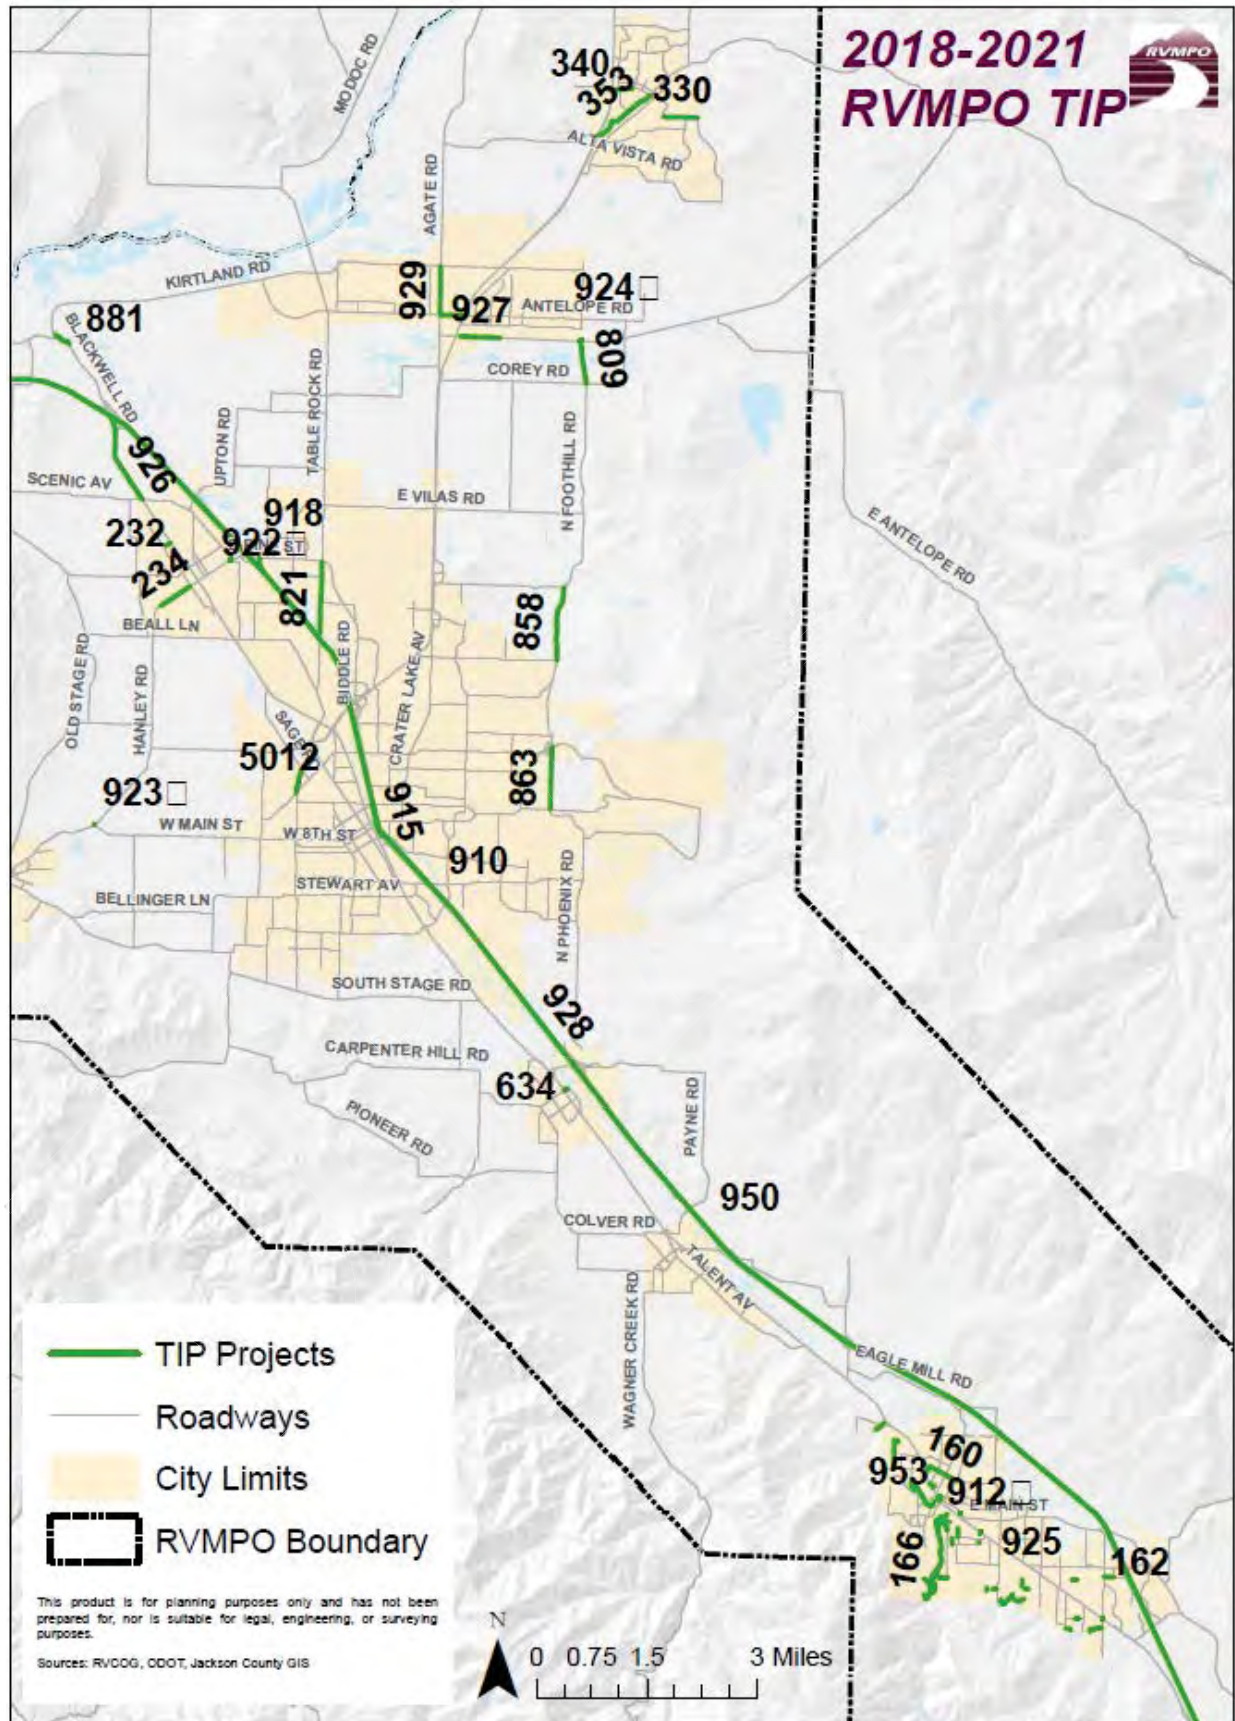 2018-2021
RVMPO TIP
RVMPO
MODOC RD
340
353
330
ALTA VISTA RD
AGATE RD
KIRTLAND RD
929
927
924
ANTELOPE RD
881
BLACKWELL RD
608
COREY RD
TABLE ROCK RD
UPTON RD
N FOOTHILL RD
926
SCENIC AV
E VILAS RD
E ANTELOPE RD
918
232
922
234
821
858
BEALL LN
BIDDLE RD
CRATER LAKE AV
OLD STAGE RD
HANLEY RD
5012
863
923
915
W MAIN ST
W 8TH ST
910
STEWART AV
BELLINGER LN
N PHOENIX RD
SOUTH STAGE RD
928
CARPENTER HILL RD
634
PIONEER RD
PAYNE RD
950
COLVER RD
TALENT AV
WAGNER CREEK RD
EAGLE MILL RD
160
953
912
E MAIN ST
166
925
162
TIP Projects
Roadways
City Limits
RVMPO Boundary
This product is for planning purposes only and has not been
prepared for, nor is suitable for legal, engineering, or surveying
purposes.
Sources: RVCOG, ODOT, Jackson County GIS
N
0 0.75 1.5 3 Miles